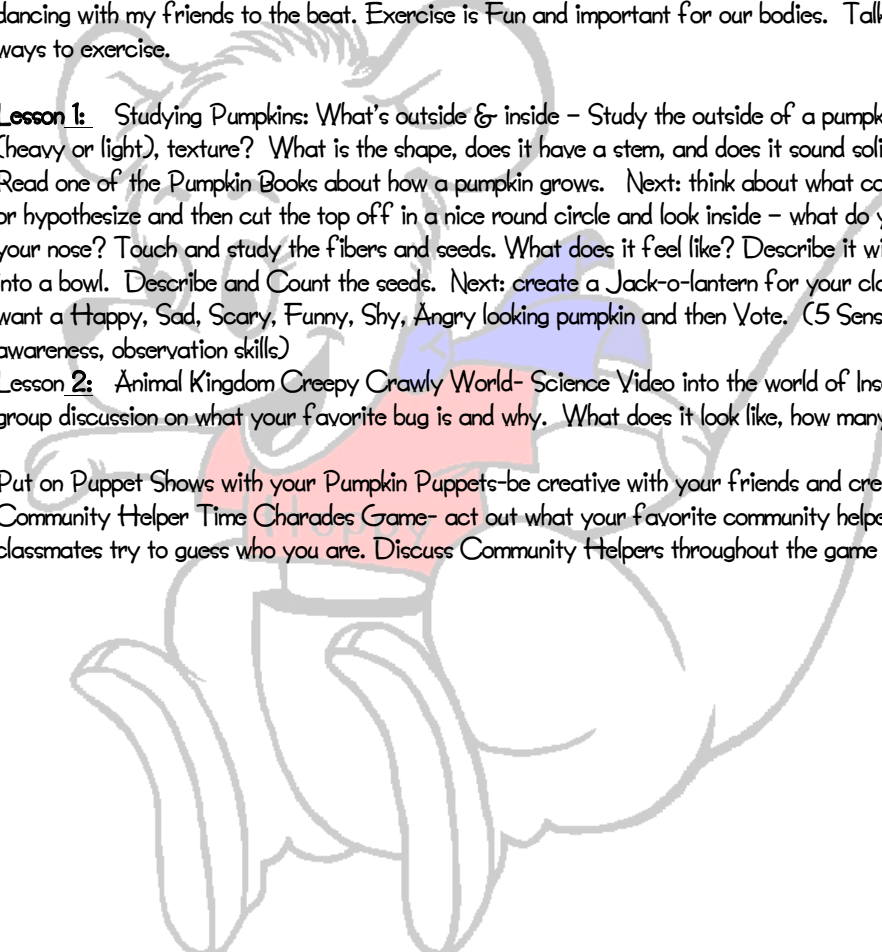 dancing with my friends to the beat. Exercise is Fun and important for our bodies. Talk
ways to exercise.
Lesson 1: Studying Pumpkins: What's outside & inside – Study the outside of a pumpk
(heavy or light), texture? What is the shape, does it have a stem, and does it sound soli
Read one of the Pumpkin Books about how a pumpkin grows. Next: think about what co
or hypothesize and then cut the top off in a nice round circle and look inside – what do y
your nose? Touch and study the fibers and seeds. What does it feel like? Describe it wi
into a bowl. Describe and Count the seeds. Next: create a Jack-o-lantern for your cla
want a Happy, Sad, Scary, Funny, Shy, Angry looking pumpkin and then Vote. (5 Sens
awareness, observation skills)
Lesson 2: Animal Kingdom Creepy Crawly World- Science Video into the world of Ins
group discussion on what your favorite bug is and why. What does it look like, how many
Put on Puppet Shows with your Pumpkin Puppets-be creative with your friends and cre
Community Helper Time Charades Game- act out what your favorite community helpe
classmates try to guess who you are. Discuss Community Helpers throughout the game
Hoppy